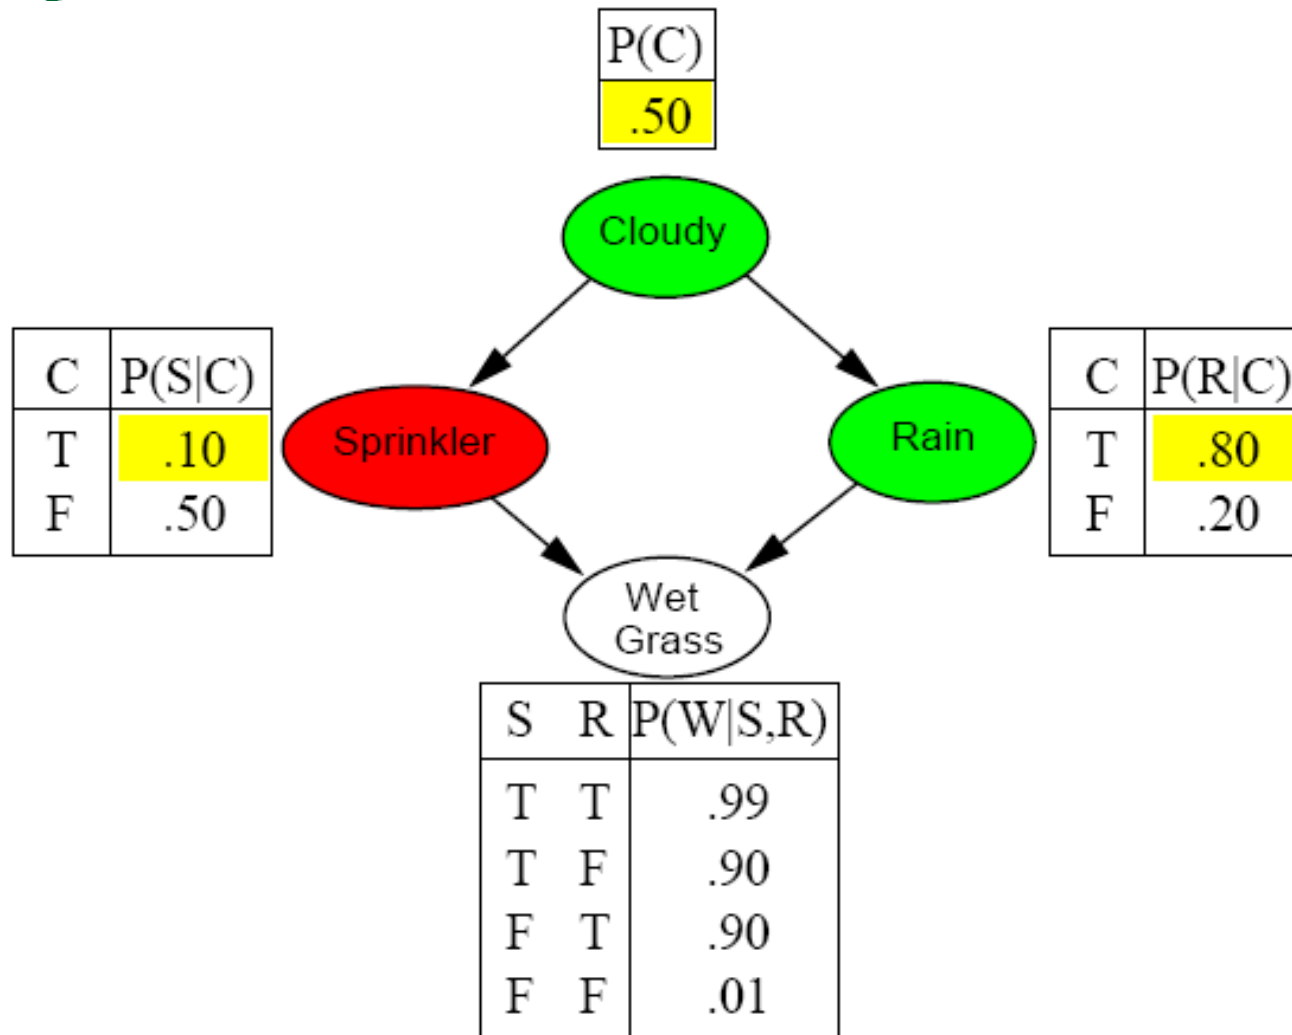 P(C)
.50
Cloudy
C P(S|C)
T .10
F .50
Sprinkler
Rain
C P(R|C)
T .80
F .20
Wet
Grass
S R P(W|S,R)
T T .99
T F .90
F T .90
F F .01